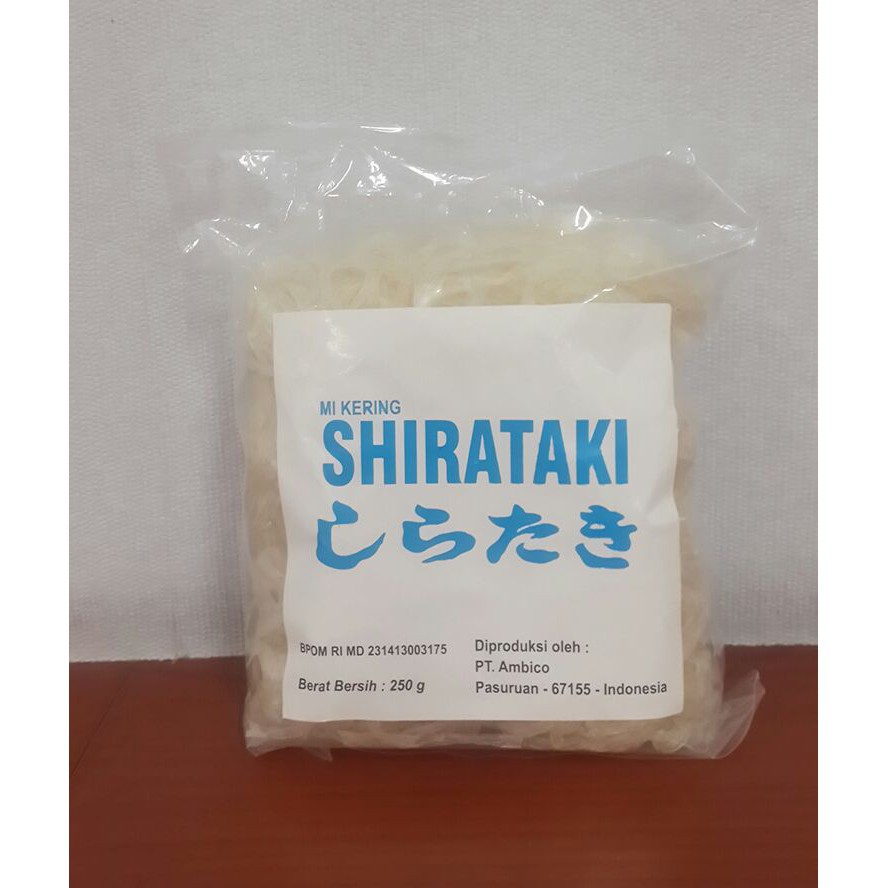 MI KERING
SHIRATAKI
しらたき
BPOM RI MD 231413003175
Berat Bersih : 250 g
Diproduksi oleh :
PT. Ambico
Pasuruan - 67155 - Indonesia